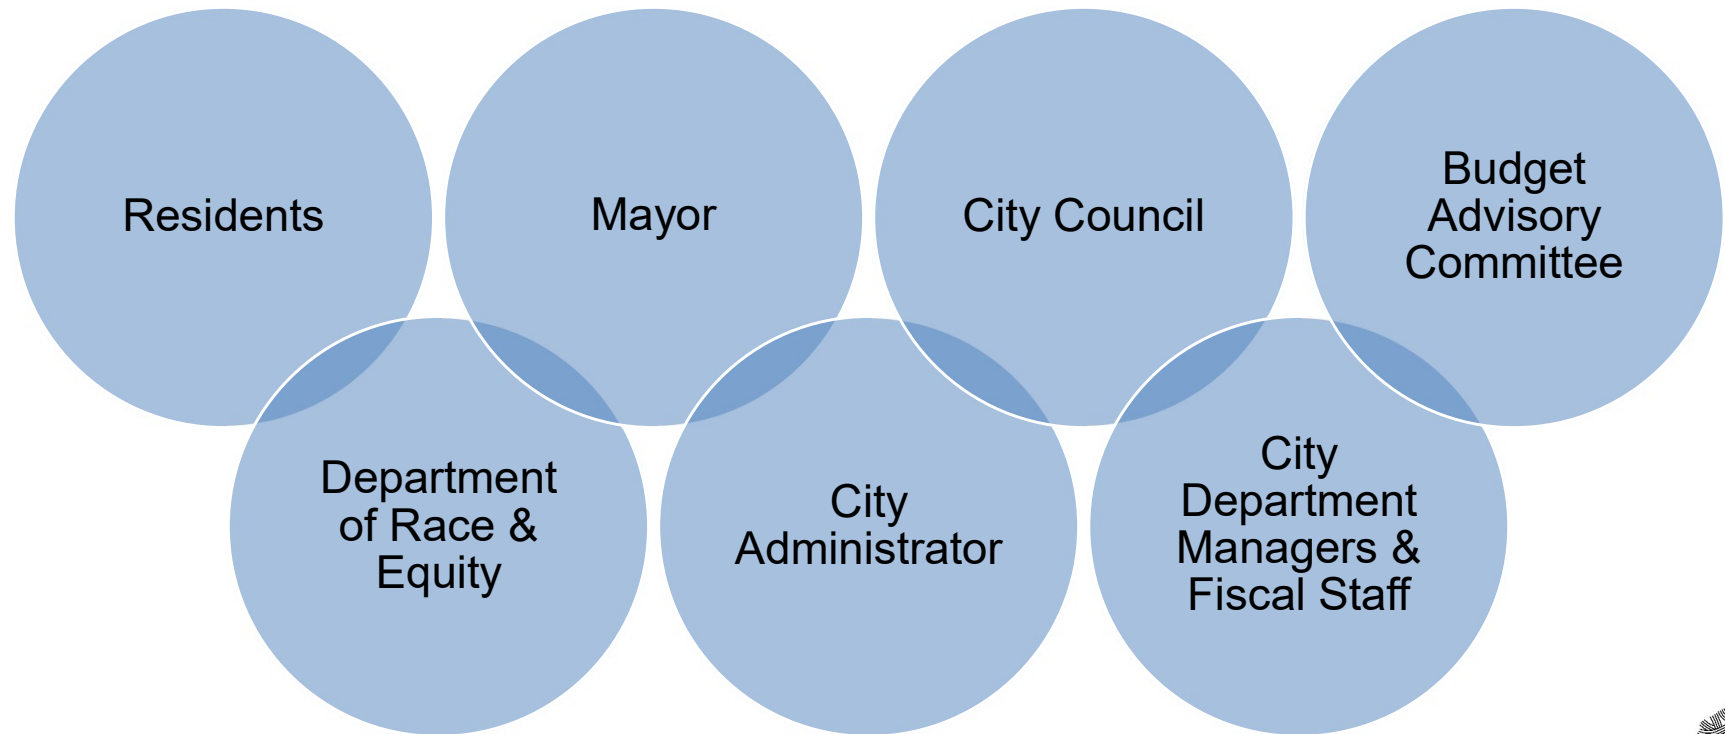 Residents
Mayor
City Council
Budget
Advisory
Committee
Department
of Race &
Equity
City
Administrator
City
Department
Managers &
Fiscal Staff